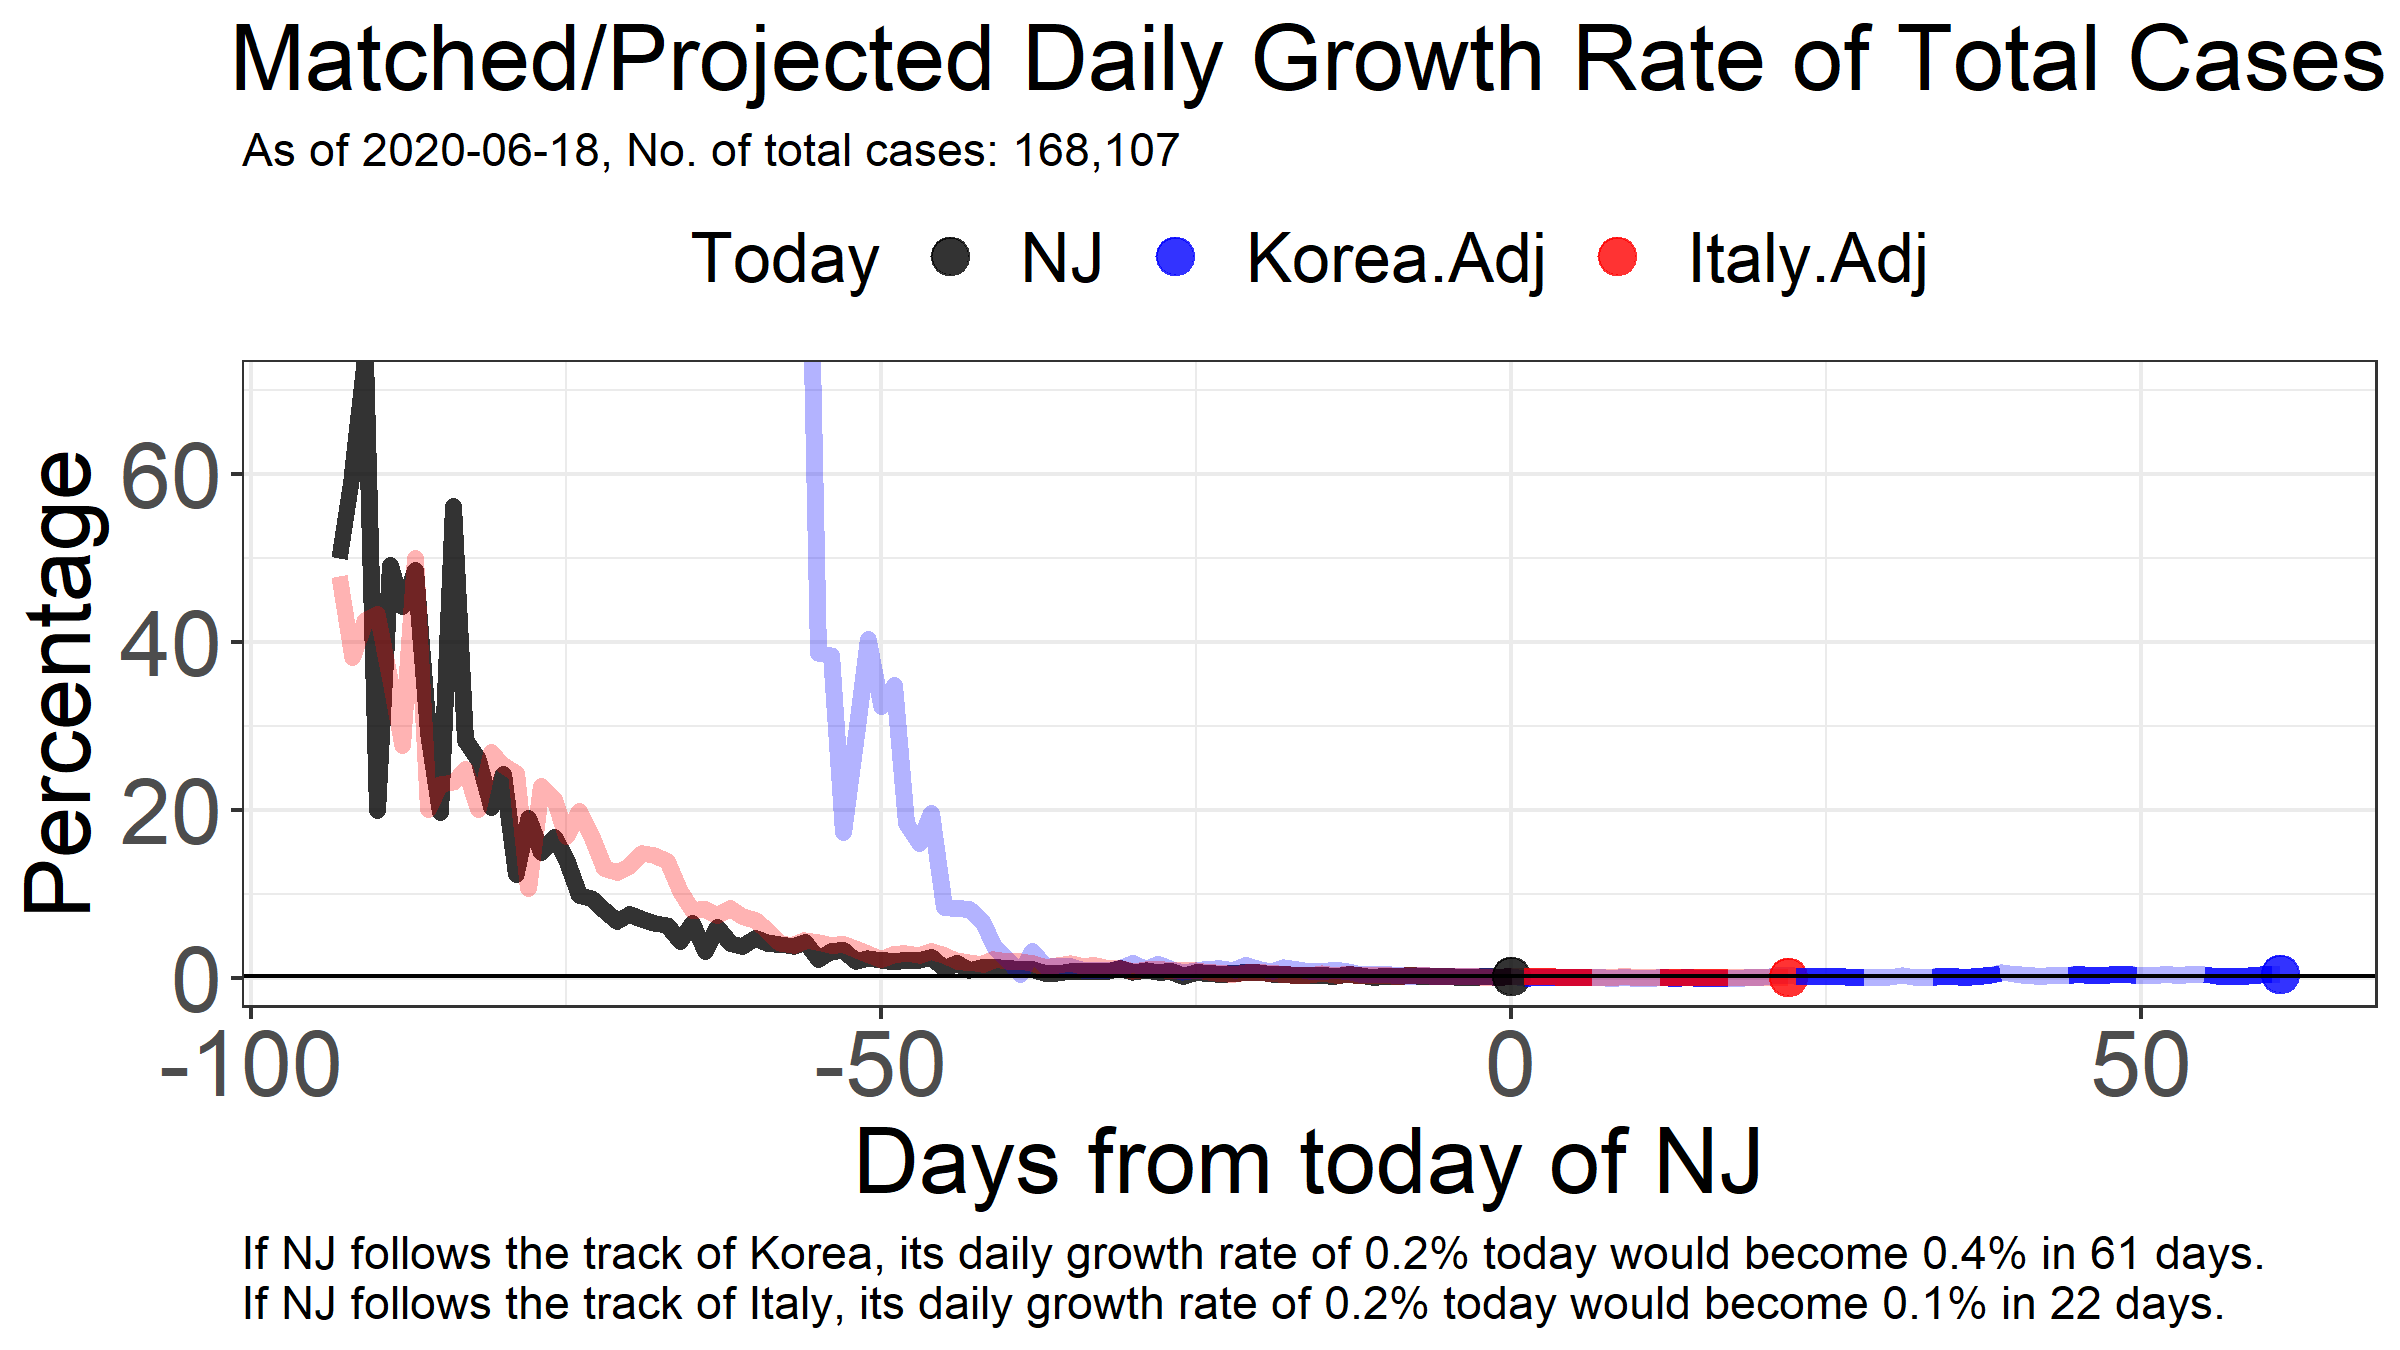 Matched/Projected Daily Growth Rate of Total Cases
As of 2020-06-18, No. of total cases: 168,107
Today NJ Korea.Adj Italy.Adj
Percentage
60
40
20
0
-100 -50 0 50
Days from today of NJ
If NJ follows the track of Korea, its daily growth rate of 0.2% today would become 0.4% in 61 days.
If NJ follows the track of Italy, its daily growth rate of 0.2% today would become 0.1% in 22 days.